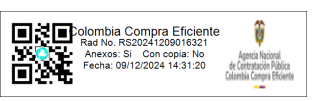 Colombia Compra Eficiente
Rad No. RS20241209016321
Anexos: Si Con copia: No
Fecha: 09/12/2024 14:31:20
Agencia Nacional
de Contratación Pública
Colombia Compra Eficiente